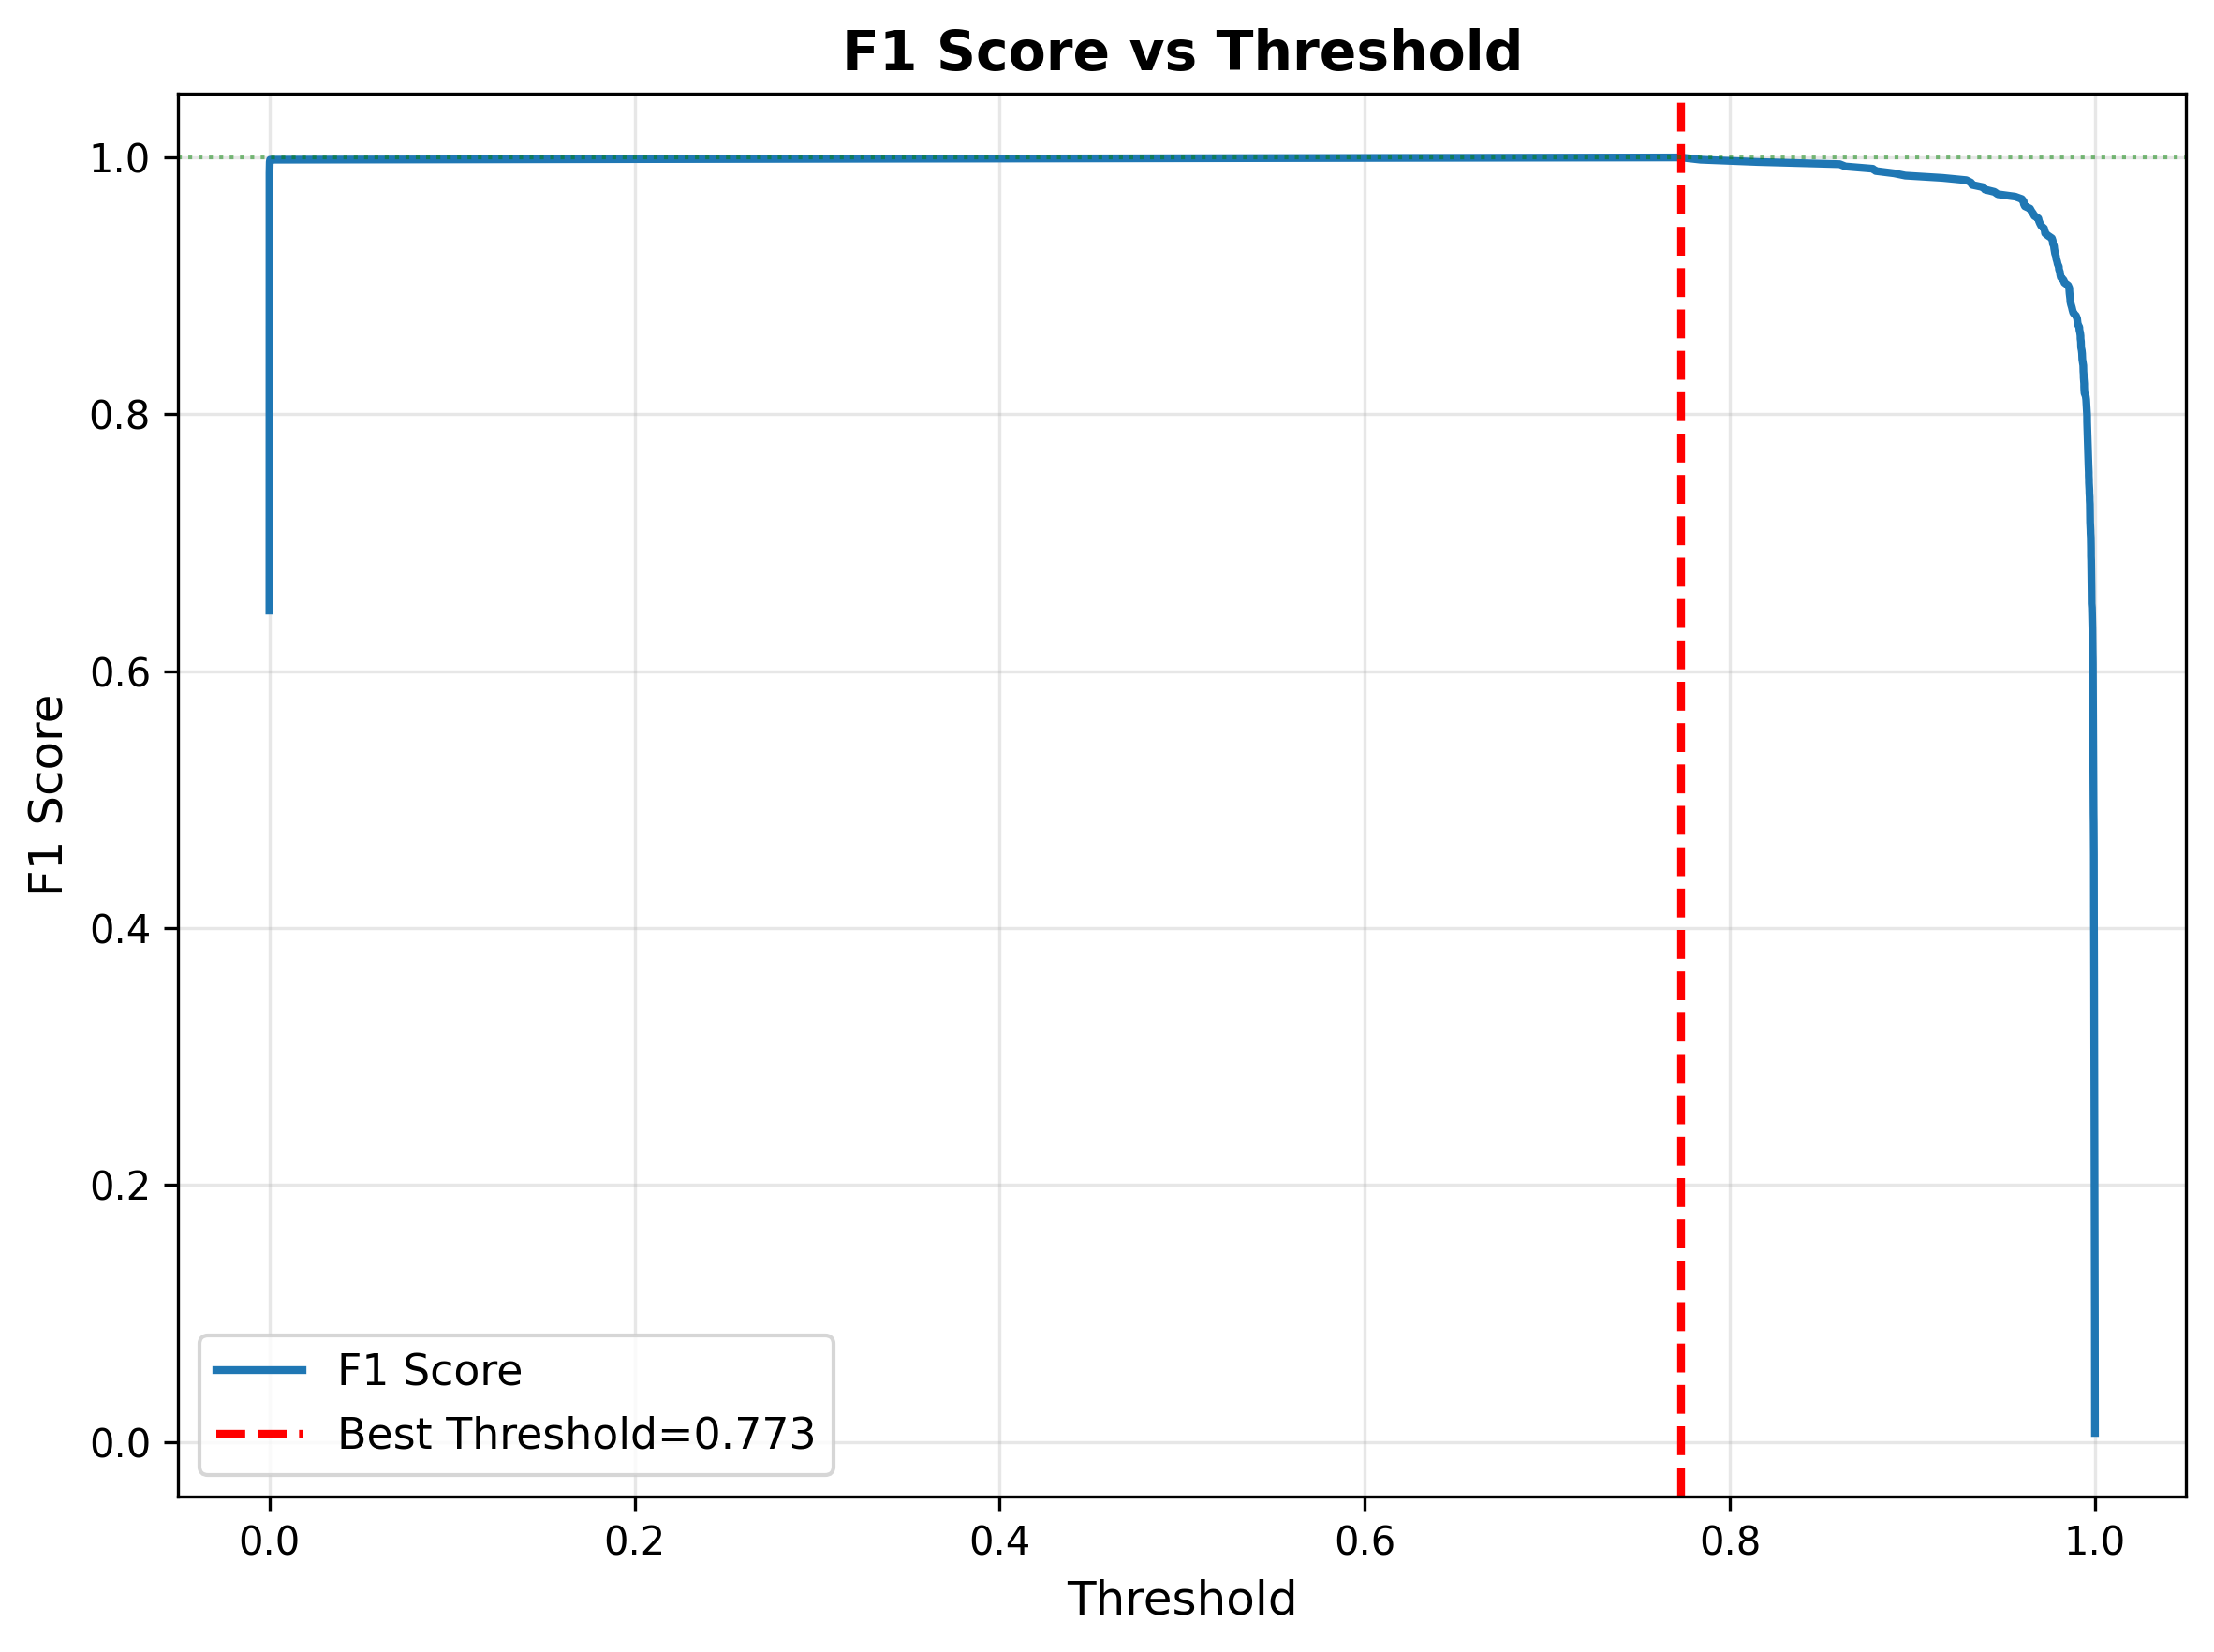 F1 Score vs Threshold
F1 Score
1.0
0.8
0.6
0.4
0.2
0.0
F1 Score
Best Threshold=0.773
0.0 0.2 0.4 0.6 0.8 1.0
Threshold